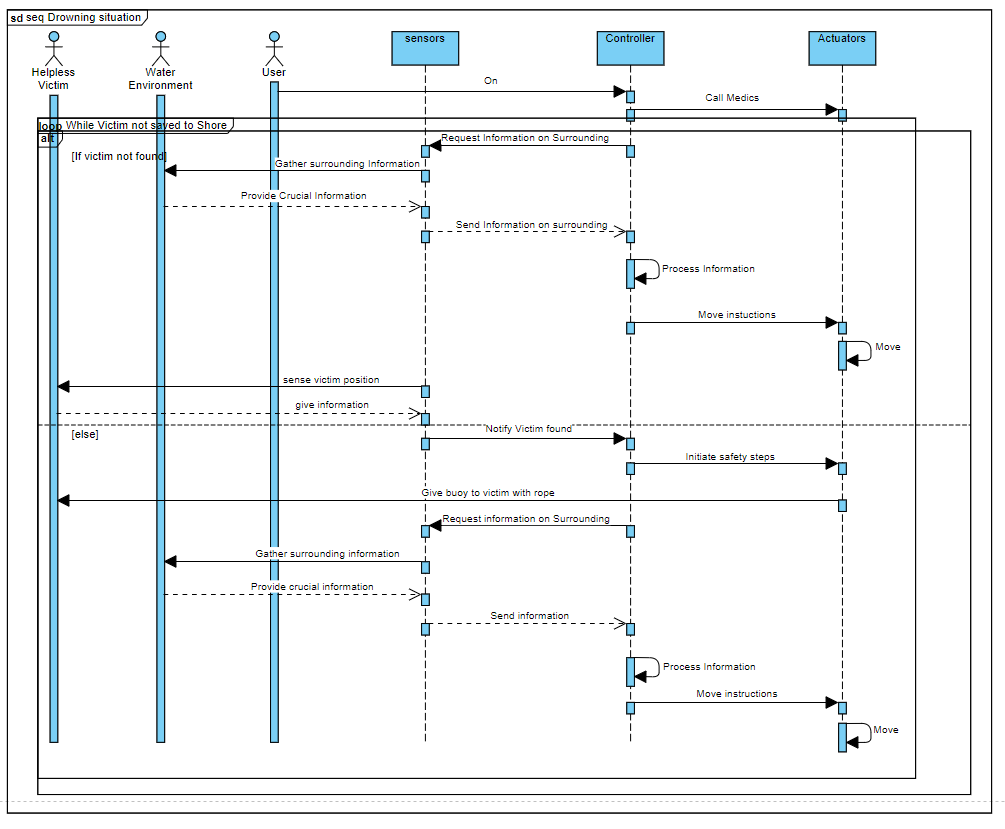 sd seq Drowning situation
Helpless
Victim
Water
Environment
User
sensors
Controller
Actuators
On
Call Medics
loop While Victim not saved to Shore
alt
Request Information on Surrounding
[If victim not found]
Gather surrounding Information
Provide Crucial Information
Send Information on surrounding
Process Information
Move instuctions
Move
sense victim position
give information
[else]
Notify Victim found
Initiate safety steps
Give buoy to victim with rope
Request information on Surrounding
Gather surrounding information
Provide crucial information
Send information
Process Information
Move instructions
Move